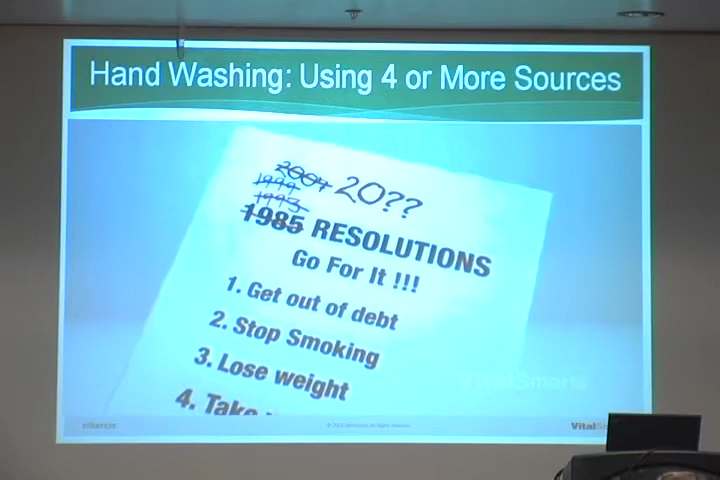 Hand Washing: Using 4 or More Sources
2004 20??
1999
1993
1985 RESOLUTIONS
Go For It !!!
1. Get out of debt
2. Stop Smoking
3. Lose weight
4. Take
VitalSmarts